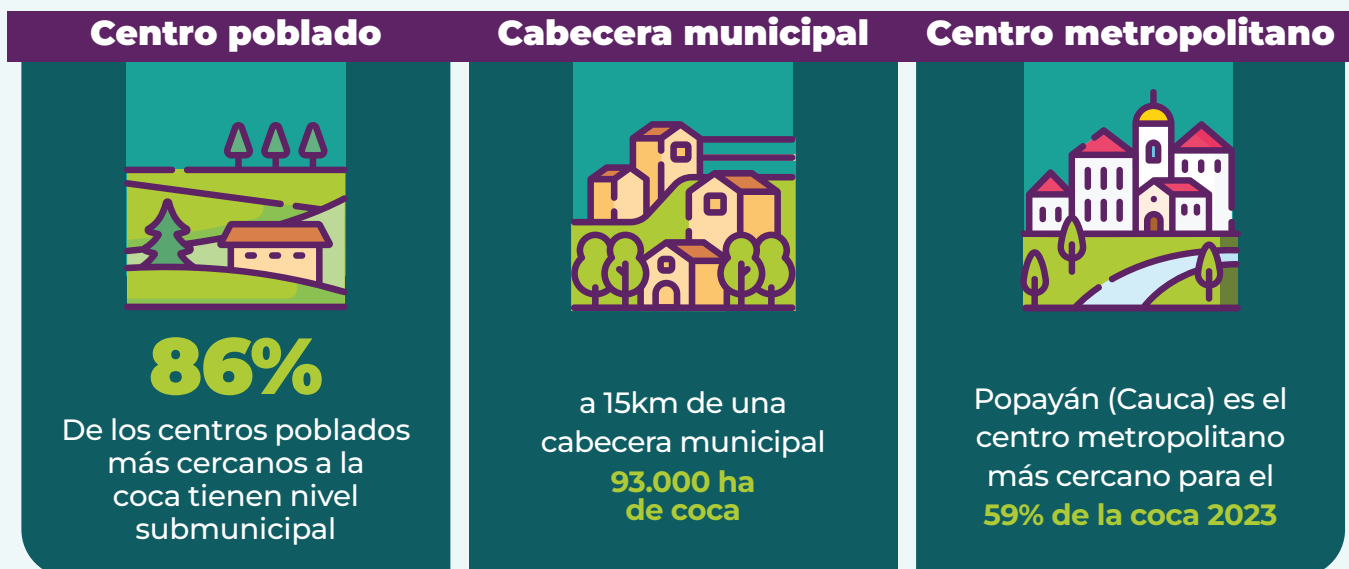 Centro poblado
86%
De los centros poblados
más cercanos a la
coca tienen nivel
submunicipal
Cabecera municipal
a 15km de una
cabecera municipal
93.000 ha
de coca
Centro metropolitano
Popayán (Cauca) es el
centro metropolitano
más cercano para el
59% de la coca 2023